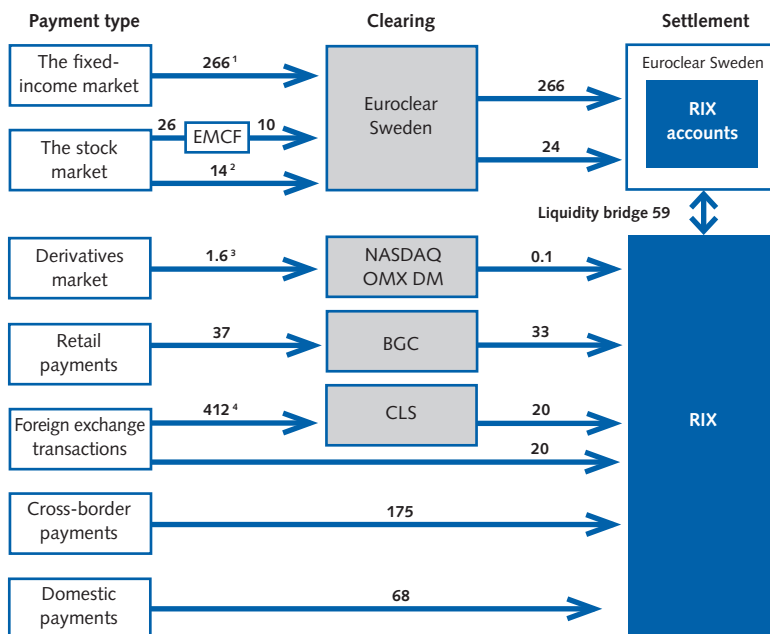 Payment type
Clearing
Settlement
The fixed-
income market
266 ¹
Euroclear
Sweden
266
Euroclear Sweden
RIX
accounts
The stock
market
26
EMCF
10
14 ²
24
Liquidity bridge 59
Derivatives
market
1.6 ³
NASDAQ
OMX DM
0.1
Retail
payments
37
BGC
33
Foreign exchange
transactions
412 ⁴
CLS
20
20
RIX
Cross-border
payments
175
Domestic
payments
68